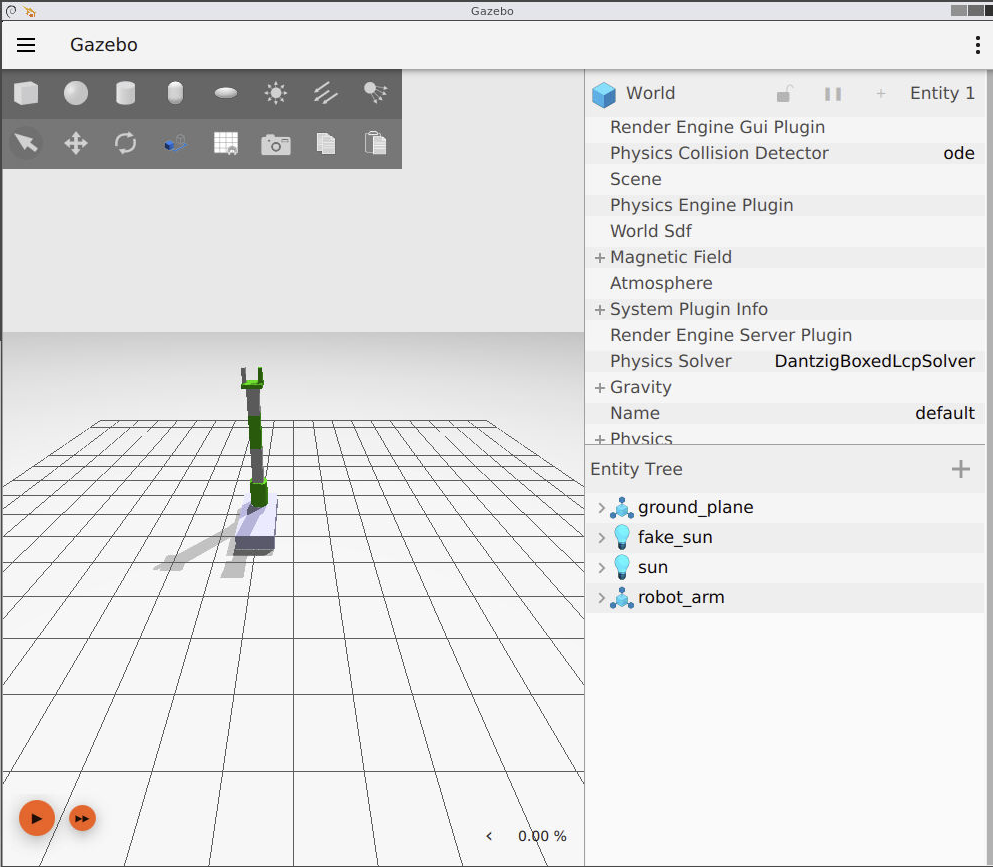 Gazebo
Gazebo
World Entity 1
Render Engine Gui Plugin
Physics Collision Detector ode
Scene
Physics Engine Plugin
World Sdf
Magnetic Field
Atmosphere
System Plugin Info
Render Engine Server Plugin
Physics Solver DantzigBoxedLcpSolver
Gravity
Name default
Physics
Entity Tree
ground_plane
fake_sun
sun
robot_arm
0.00 %